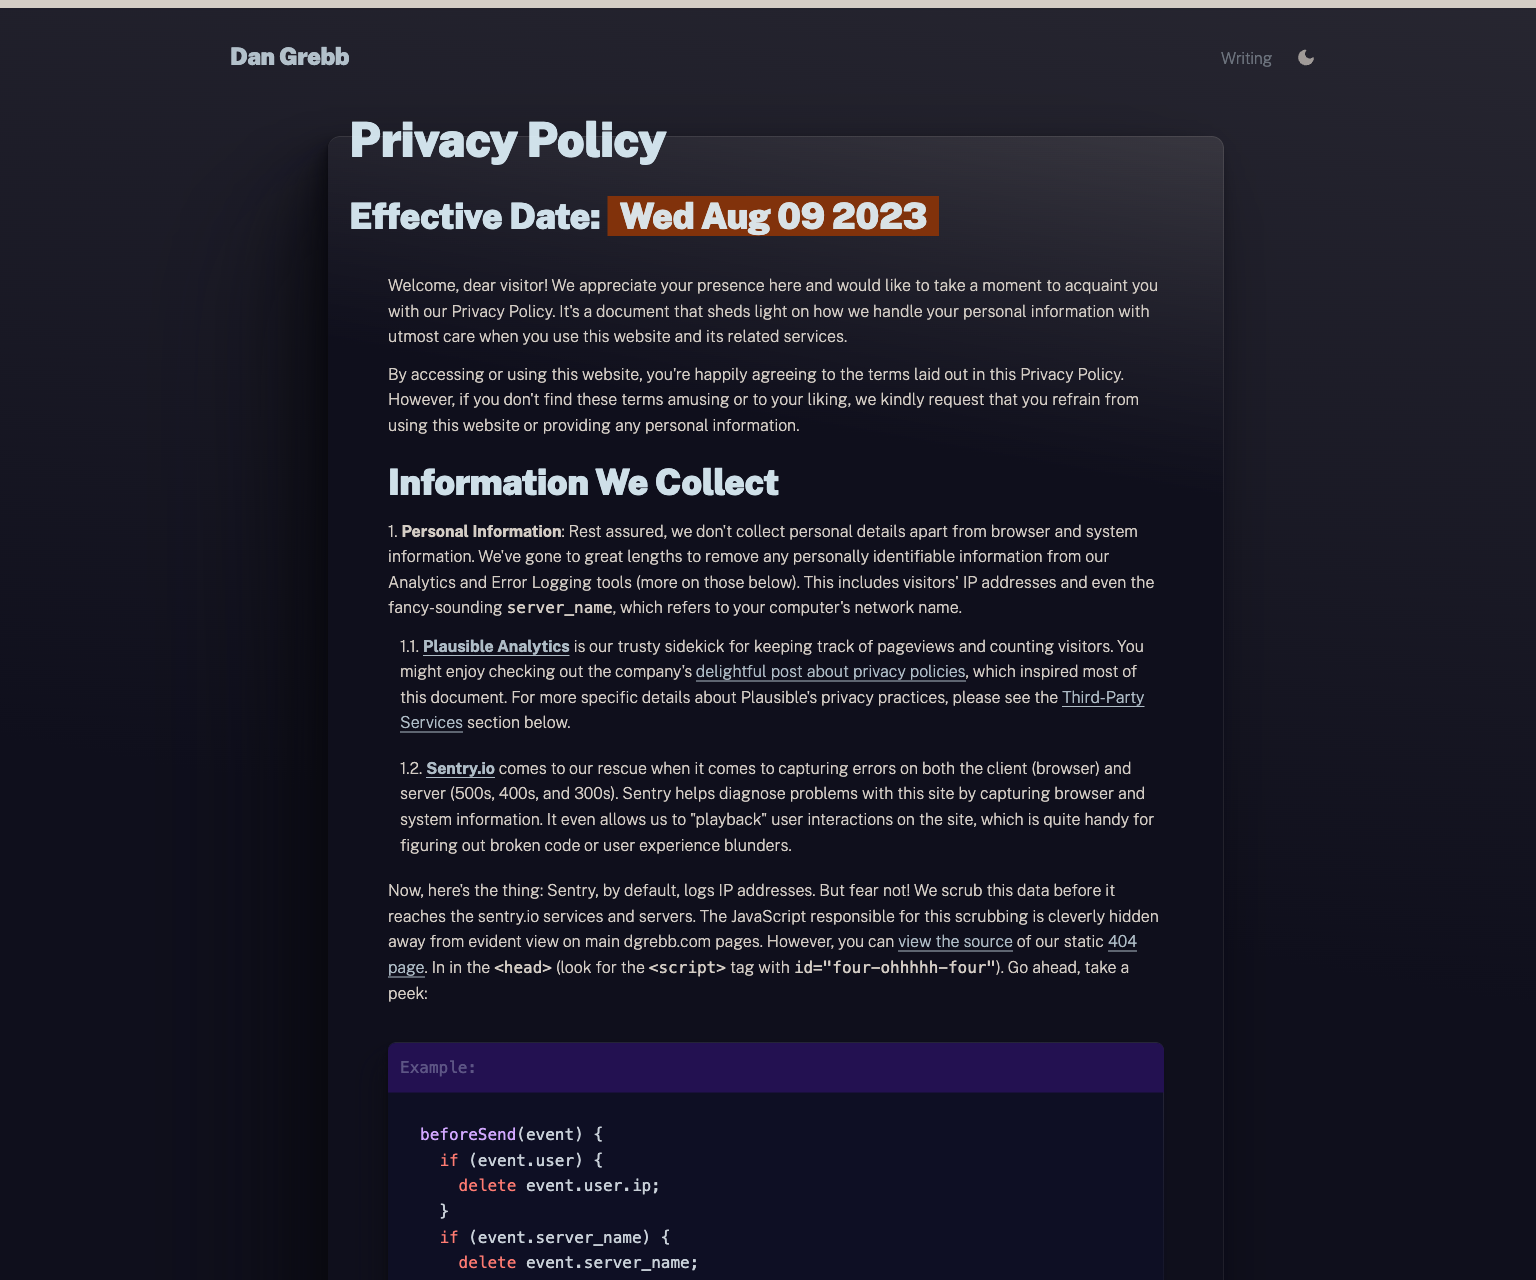 Dan Grebb
Writing
Privacy Policy
Effective Date: Wed Aug 09 2023
Welcome, dear visitor! We appreciate your presence here and would like to take a moment to acquaint you
with our Privacy Policy. It's a document that sheds light on how we handle your personal information with
utmost care when you use this website and its related services.
By accessing or using this website, you're happily agreeing to the terms laid out in this Privacy Policy.
However, if you don't find these terms amusing or to your liking, we kindly request that you refrain from
using this website or providing any personal information.
Information We Collect
1. Personal Information: Rest assured, we don't collect personal details apart from browser and system
information. We've gone to great lengths to remove any personally identifiable information from our
Analytics and Error Logging tools (more on those below). This includes visitors' IP addresses and even the
fancy-sounding server_name, which refers to your computer's network name.
1.1. Plausible Analytics is our trusty sidekick for keeping track of pageviews and counting visitors. You
might enjoy checking out the company's delightful post about privacy policies, which inspired most of
this document. For more specific details about Plausible's privacy practices, please see the Third-Party
Services section below.
1.2. Sentry.io comes to our rescue when it comes to capturing errors on both the client (browser) and
server (500s, 400s, and 300s). Sentry helps diagnose problems with this site by capturing browser and
system information. It even allows us to "playback" user interactions on the site, which is quite handy for
figuring out broken code or user experience blunders.
Now, here's the thing: Sentry, by default, logs IP addresses. But fear not! We scrub this data before it
reaches the sentry.io services and servers. The JavaScript responsible for this scrubbing is cleverly hidden
away from evident view on main dgrebb.com pages. However, you can view the source of our static 404
page. In in the <head> (look for the <script> tag with id="four-ohhhhh-four"). Go ahead, take a
peek:
Example:
beforeSend(event) {
if (event.user) {
delete event.user.ip;
}
if (event.server_name) {
delete event.server_name;